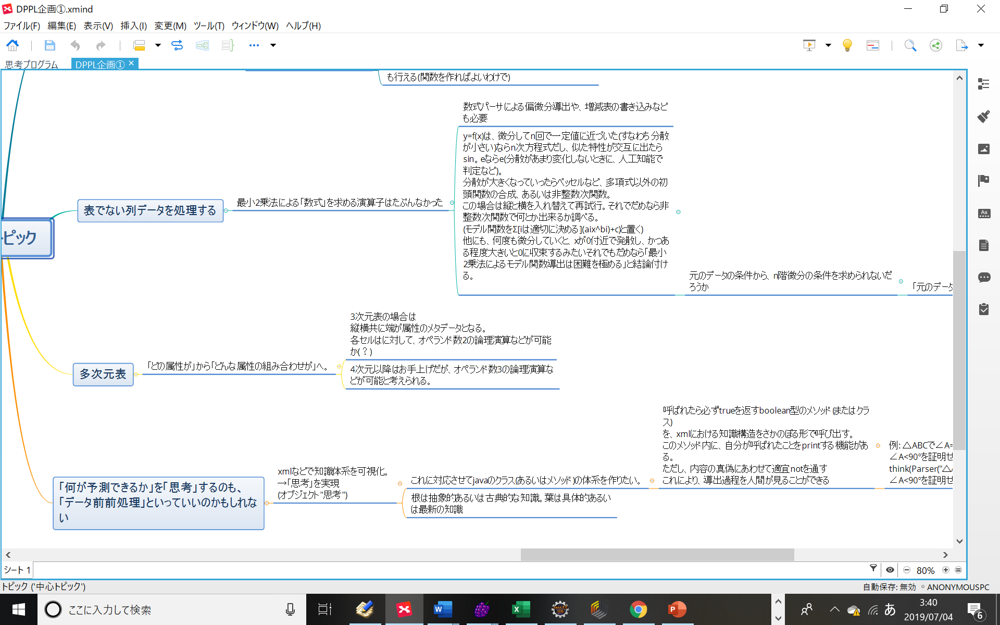 DPPL企画①.xmind
ファイル(F) 編集(E) 表示(V) 挿入(I) 変更(M) ツール(T) ウィンドウ(W) ヘルプ(H)
思考プログラム
DPPL企画①
も行える(関数を作ればよいわけで)
数式パーサによる偏微分導出や、増減表の書き込みなど
も必要
y=f(x)は、微分してn回で一定値に近づいた(すなわち分散
が小さい)ならn次方程式だし、似た特性が交互に出たら
sin。eならe(分散があまり変化しないときに、人工知能で
判定など)。
分散が大きくなっていったらベッセルなど、多項式以外の初
頭関数の合成、あるいは非整数次関数。
この場合は縦と横を入れ替えて再試行。それでだめなら非
整数次関数で何とか出来るか調べる。
(モデル関数をΣ[iは適切に決める](aix^bi)+c)と置く)
他にも、何度も微分していくと、xが0付近で発散し、かつあ
る程度大きいと0に収束するみたいそれでもだめなら「最小
2乗法によるモデル関数導出は困難を極める」と結論付け
る。
表でない列データを処理する
最小2乗法による「数式」を求める演算子はたぶんなかった
元のデータの条件から、n階微分の条件を求められないだ
ろうか
「元のデータ
トピック
3次元表の場合は
縦横共に端が属性のメタデータとなる。
各セルはに対して、オペランド数2の論理演算などが可能
か(？)
多次元表
「どの属性が」から「どんな属性の組み合わせが」へ。
4次元以降はお手上げだが、オペランド数3の論理演算な
どが可能と考えられる。
呼ばれたら必ずtrueを返すboolean型のメソッド(またはクラ
ス)
を、xmlにおける知識構造をさかのぼる形で呼び出す。
このメソッド内に、自分が呼ばれたことをprintする機能があ
る。
ただし、内容の真偽にあわせて適宜notを通す
これにより、導出過程を人間が見ることができる
例：△ABCで∠A=
∠A<90°を証明せ
think(Parser("△A
∠A<90°を証明せ
「何が予測できるか」を「思考」するのも、
「データ前前処理」といっていいのかもしれな
い
xmlなどで知識体系を可視化。
→「思考」を実現
(オブジェクト"思考")
これに対応させてjavaのクラス(あるいはメソッド)の体系を作りたい。
根は抽象的あるいは古典的な知識。葉は具体的あるい
は最新の知識
シート 1
80%
トピック ('中心トピック')
自動保存: 無効
ANONYMOUSPC
ここに入力して検索
あ
3:40
2019/07/04
6